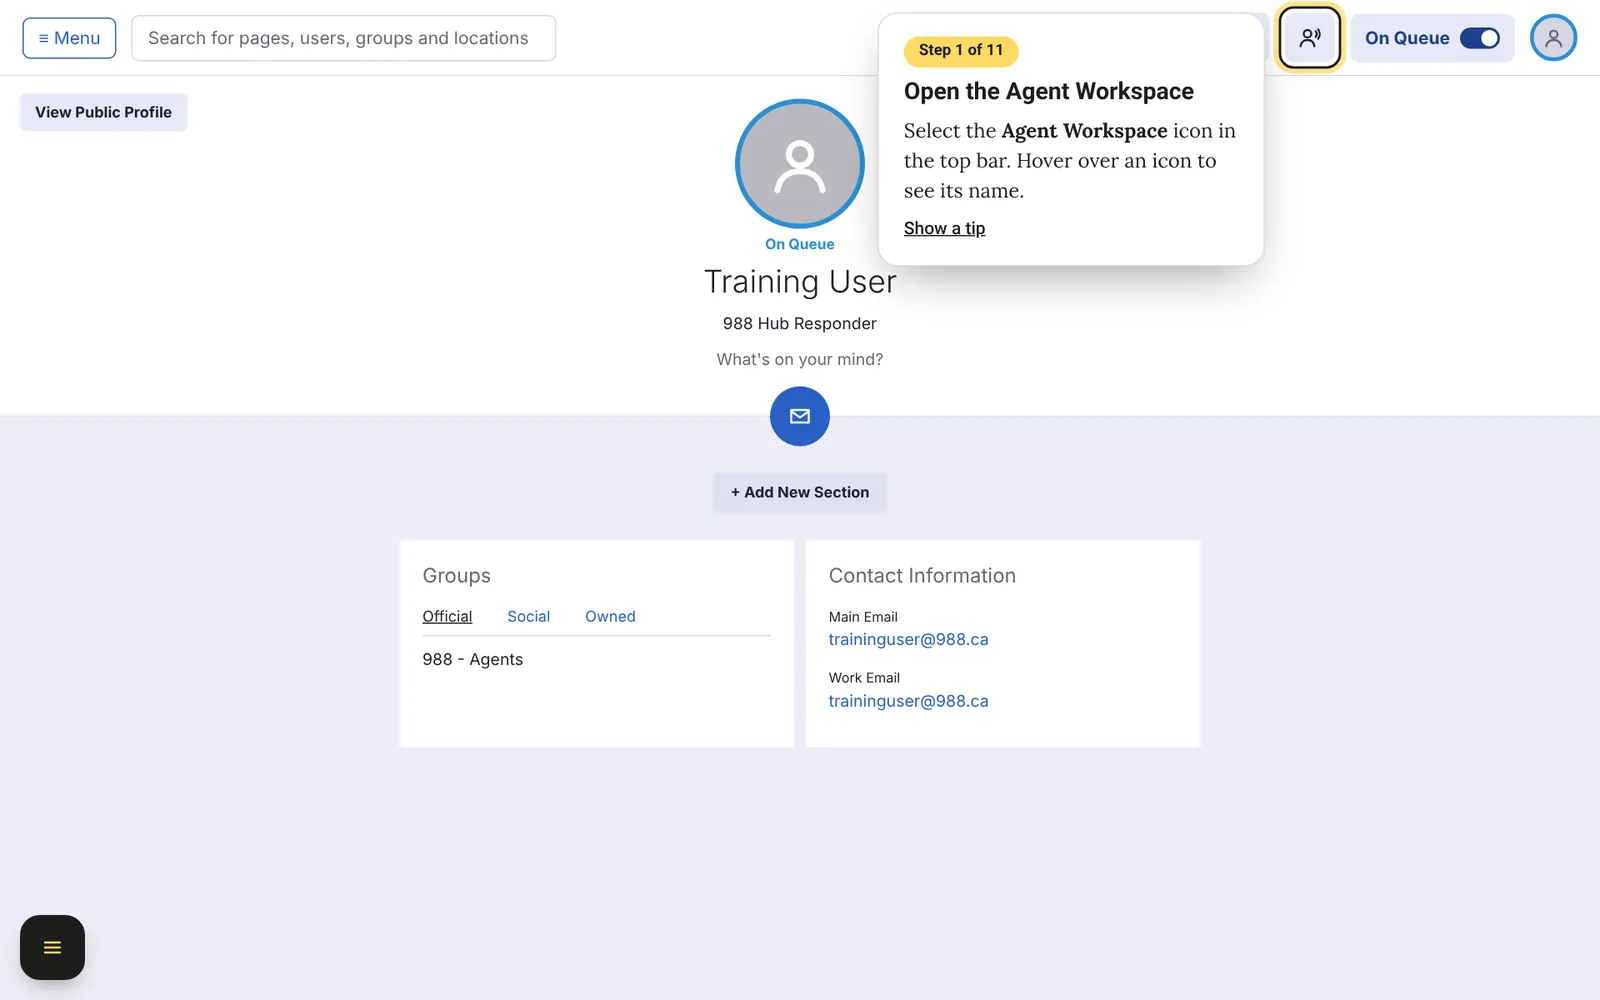 ≡ Menu
Search for pages, users, groups and locations
On Queue
Step 1 of 11
Open the Agent Workspace
Select the Agent Workspace icon in
the top bar. Hover over an icon to
see its name.
Show a tip
View Public Profile
On Queue
Training User
988 Hub Responder
What's on your mind?
+ Add New Section
Groups
Official Social Owned
988 - Agents
Contact Information
Main Email
traininguser@988.ca
Work Email
traininguser@988.ca